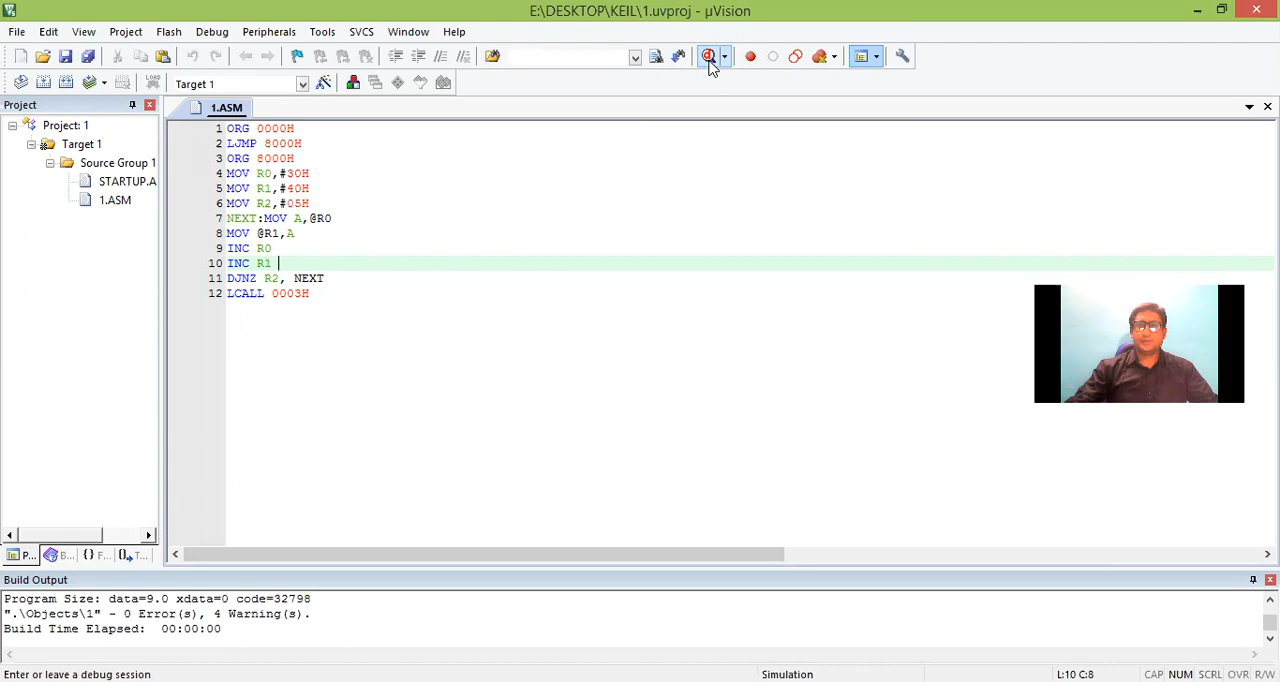 E:\DESKTOP\KEIL\1.uvproj - µVision
File Edit View Project Flash Debug Peripherals Tools SVCS Window Help
Target 1
Project
1.ASM
Project: 1
Target 1
Source Group 1
STARTUP.A
1.ASM
1 ORG 0000H
2 LJMP 8000H
3 ORG 8000H
4 MOV R0,#30H
5 MOV R1,#40H
6 MOV R2,#05H
7 NEXT:MOV A,@R0
8 MOV @R1,A
9 INC R0
10 INC R1
11 DJNZ R2, NEXT
12 LCALL 0003H
P... B... {} F... T...
Build Output
Program Size: data=9.0 xdata=0 code=32798
".\Objects\1" - 0 Error(s), 4 Warning(s).
Build Time Elapsed:  00:00:00
Enter or leave a debug session Simulation L:10 C:8 CAP NUM SCRL OVR R/W